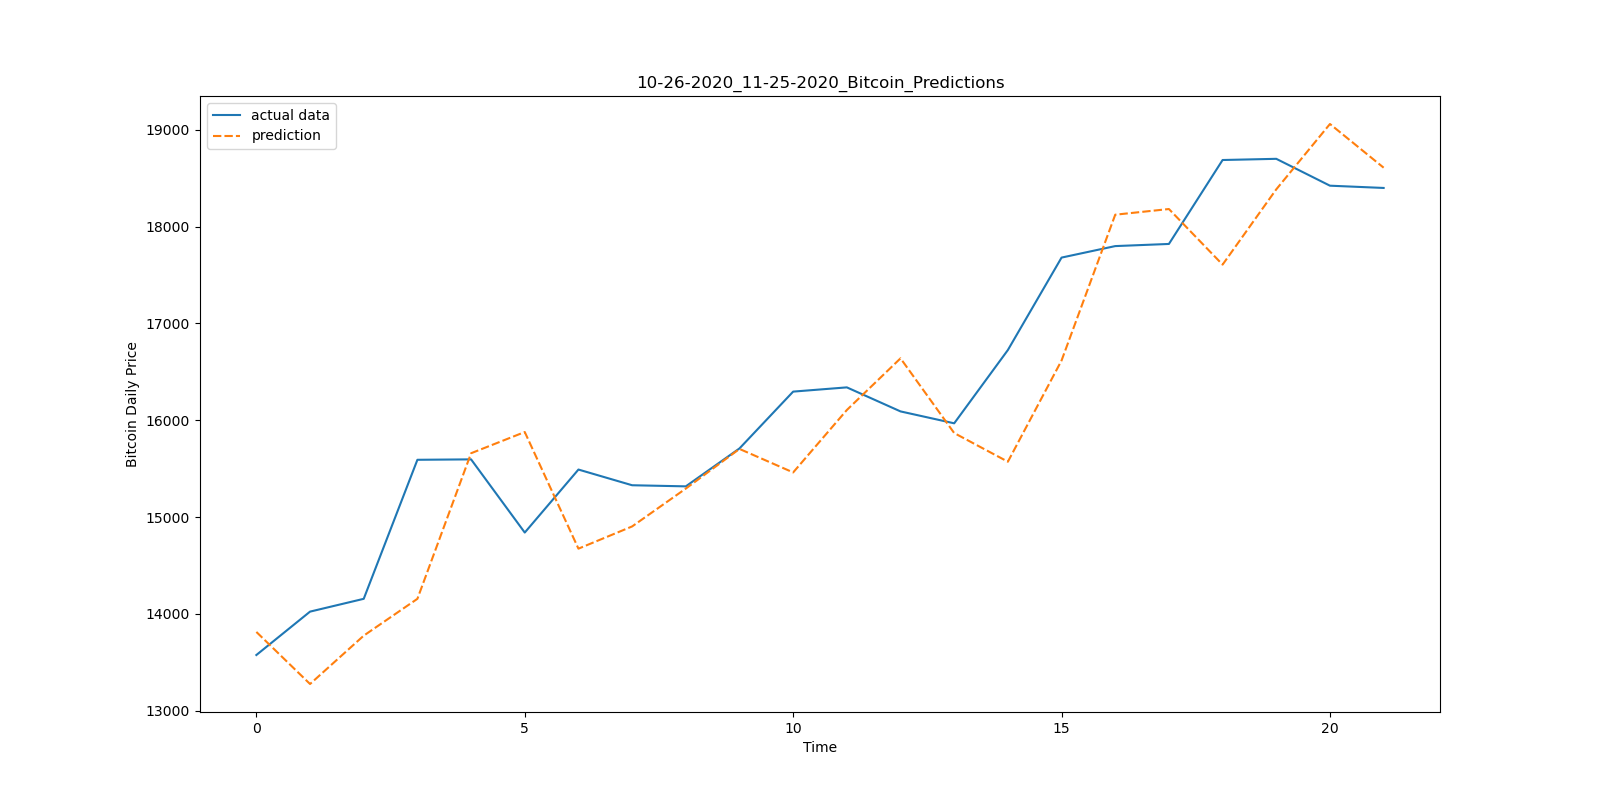 10-26-2020_11-25-2020_Bitcoin_Predictions
actual data
prediction
19000
18000
17000
16000
15000
14000
13000
Bitcoin Daily Price
0 5 10 15 20
Time